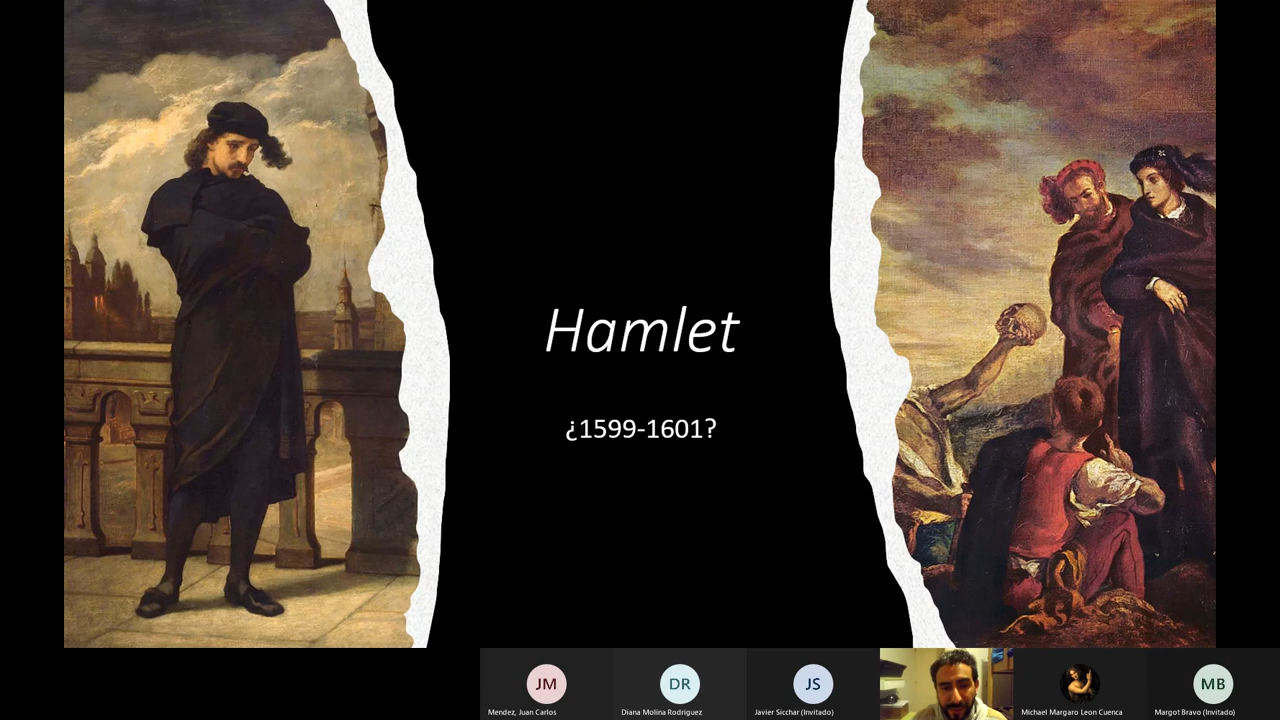 Hamlet
¿1599-1601?
JM
DR
JS
MB
Mendez, Juan Carlos
Diana Molina Rodriguez
Javier Sicchar (Invitado)
Michael Margaro Leon Cuenca
Margot Bravo (Invitado)